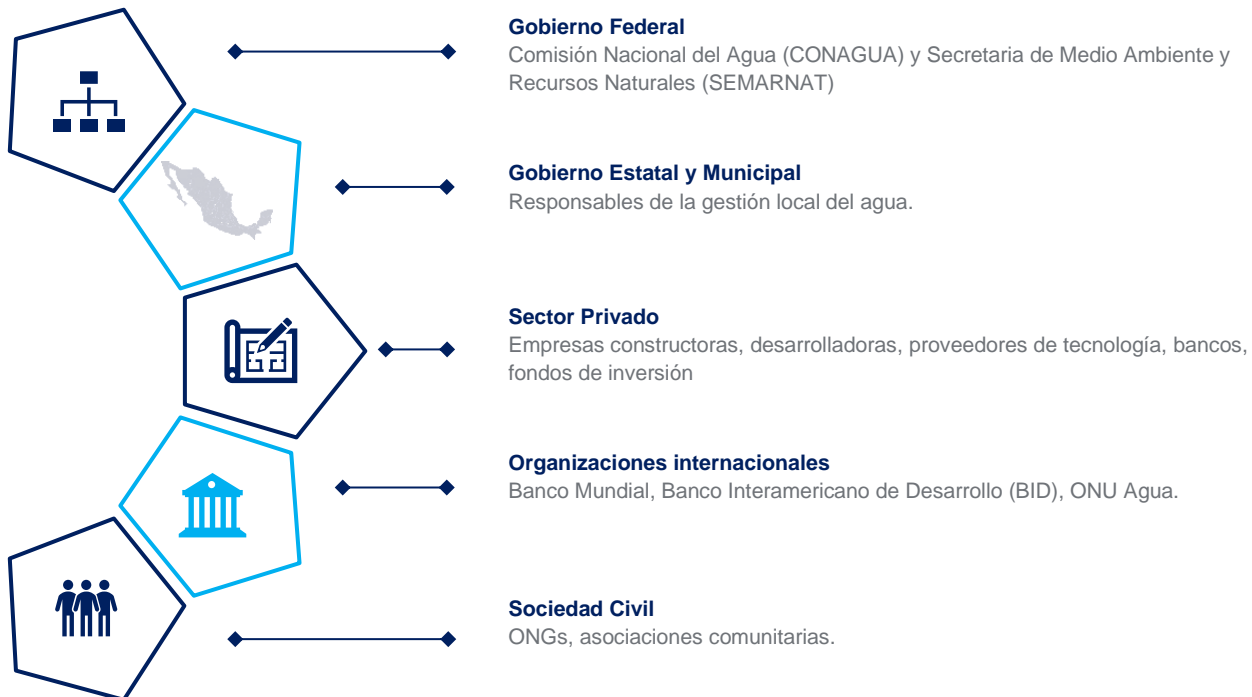 Gobierno Federal
Comisión Nacional del Agua (CONAGUA) y Secretaria de Medio Ambiente y
Recursos Naturales (SEMARNAT)
Gobierno Estatal y Municipal
Responsables de la gestión local del agua.
Sector Privado
Empresas constructoras, desarrolladoras, proveedores de tecnología, bancos,
fondos de inversión
Organizaciones internacionales
Banco Mundial, Banco Interamericano de Desarrollo (BID), ONU Agua.
Sociedad Civil
ONGs, asociaciones comunitarias.